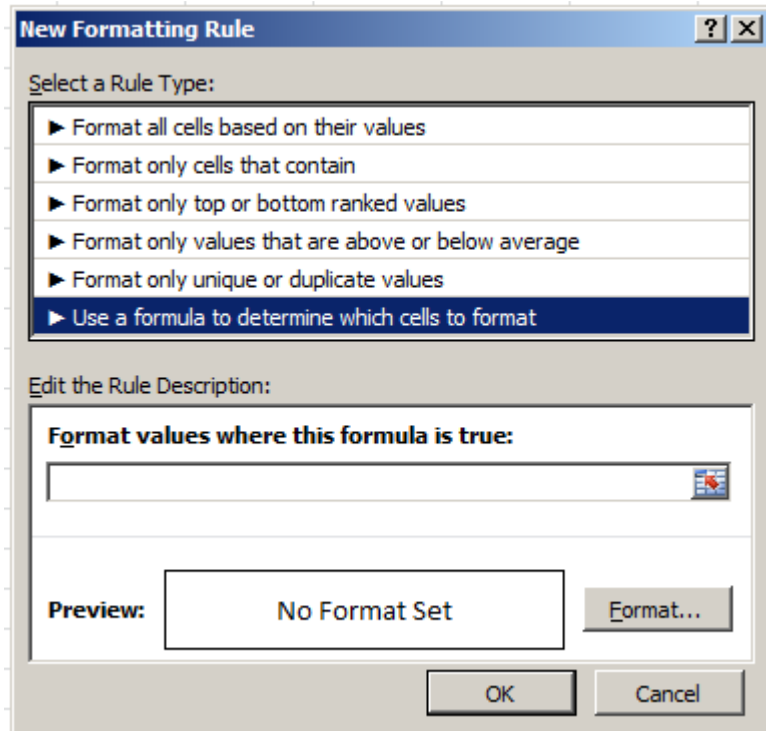 New Formatting Rule
?
Select a Rule Type:
► Format all cells based on their values
► Format only cells that contain
► Format only top or bottom ranked values
► Format only values that are above or below average
► Format only unique or duplicate values
► Use a formula to determine which cells to format
Edit the Rule Description:
Format values where this formula is true:
Preview: No Format Set Format...
OK Cancel